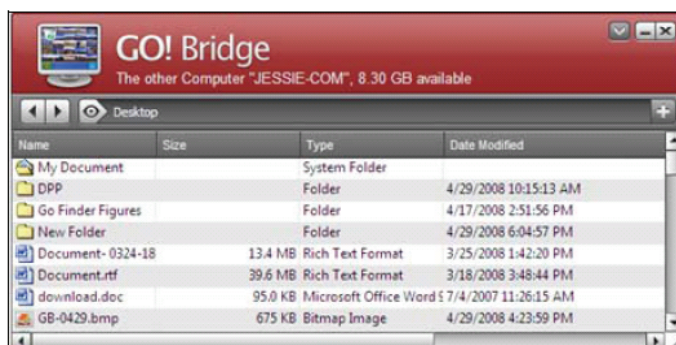 GO! Bridge
The other Computer "JESSIE-COM", 8.30 GB available
Desktop
Name Size Type Date Modified
My Document System Folder
DPP Folder 4/29/2008 10:15:13 AM
Go Finder Figures Folder 4/17/2008 2:51:56 PM
New Folder Folder 4/29/2008 6:04:57 PM
Document- 0324-18 13.4 MB Rich Text Format 3/25/2008 1:42:20 PM
Document.rtf 39.6 MB Rich Text Format 3/18/2008 3:48:44 PM
download.doc 95.0 KB Microsoft Office Word 9 7/4/2007 11:26:15 AM
GB-0429.bmp 675 KB Bitmap Image 4/29/2008 4:23:59 PM